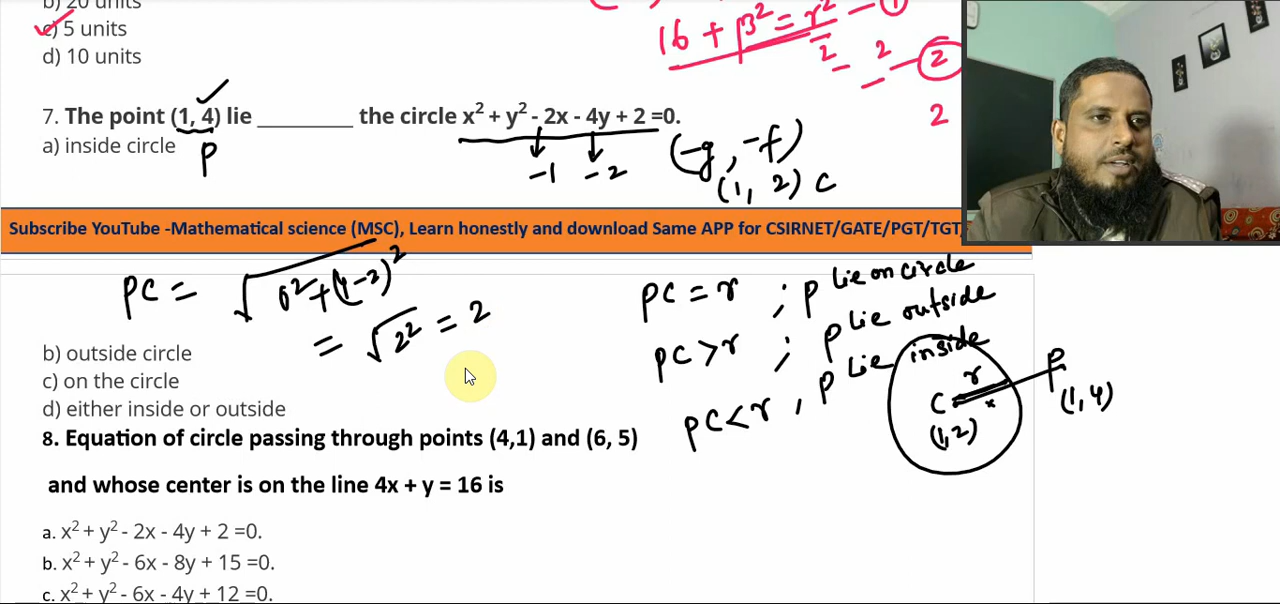 b) 20 units
c) 5 units
d) 10 units
16 + β² = r² - ①
2 - 2 - ②
2
7. The point (1, 4) lie __________ the circle x² + y² - 2x - 4y + 2 =0.
a) inside circle
P
-1 -2
(-g, -f)
(1, 2) C
Subscribe YouTube -Mathematical science (MSC), Learn honestly and download Same APP for CSIRNET/GATE/PGT/TGT
PC = √0² + (4-2)²
= √2² = 2
PC = r ; P lie on circle
PC > r ; P lie outside
PC < r , P lie inside
C r P
(1,2) (1, 4)
b) outside circle
c) on the circle
d) either inside or outside
8. Equation of circle passing through points (4,1) and (6, 5)
and whose center is on the line 4x + y = 16 is
a. x² + y² - 2x - 4y + 2 =0.
b. x² + y² - 6x - 8y + 15 =0.
c. x² + y² - 6x - 4y + 12 =0.